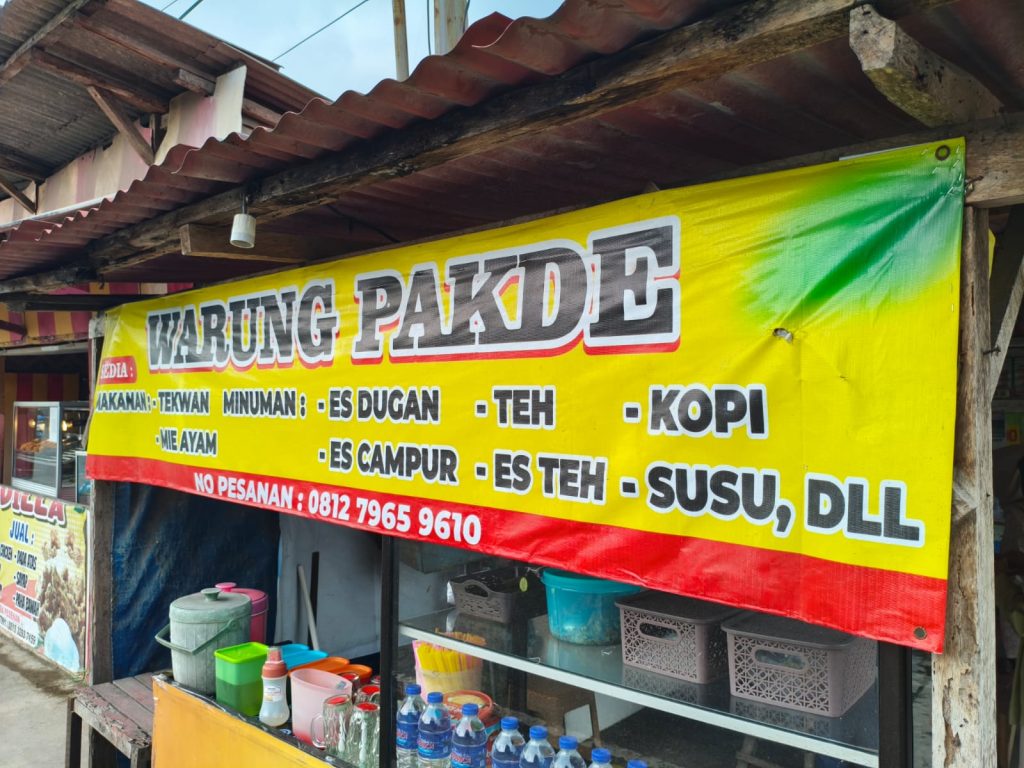 WARUNG PAKDE
SEDIA :
MAKANAN : - TEKWAN MINUMAN : - ES DUGAN - TEH - KOPI
- MIE AYAM - ES CAMPUR - ES TEH - SUSU, DLL
NO PESANAN : 0812 7965 9610
JUAL :